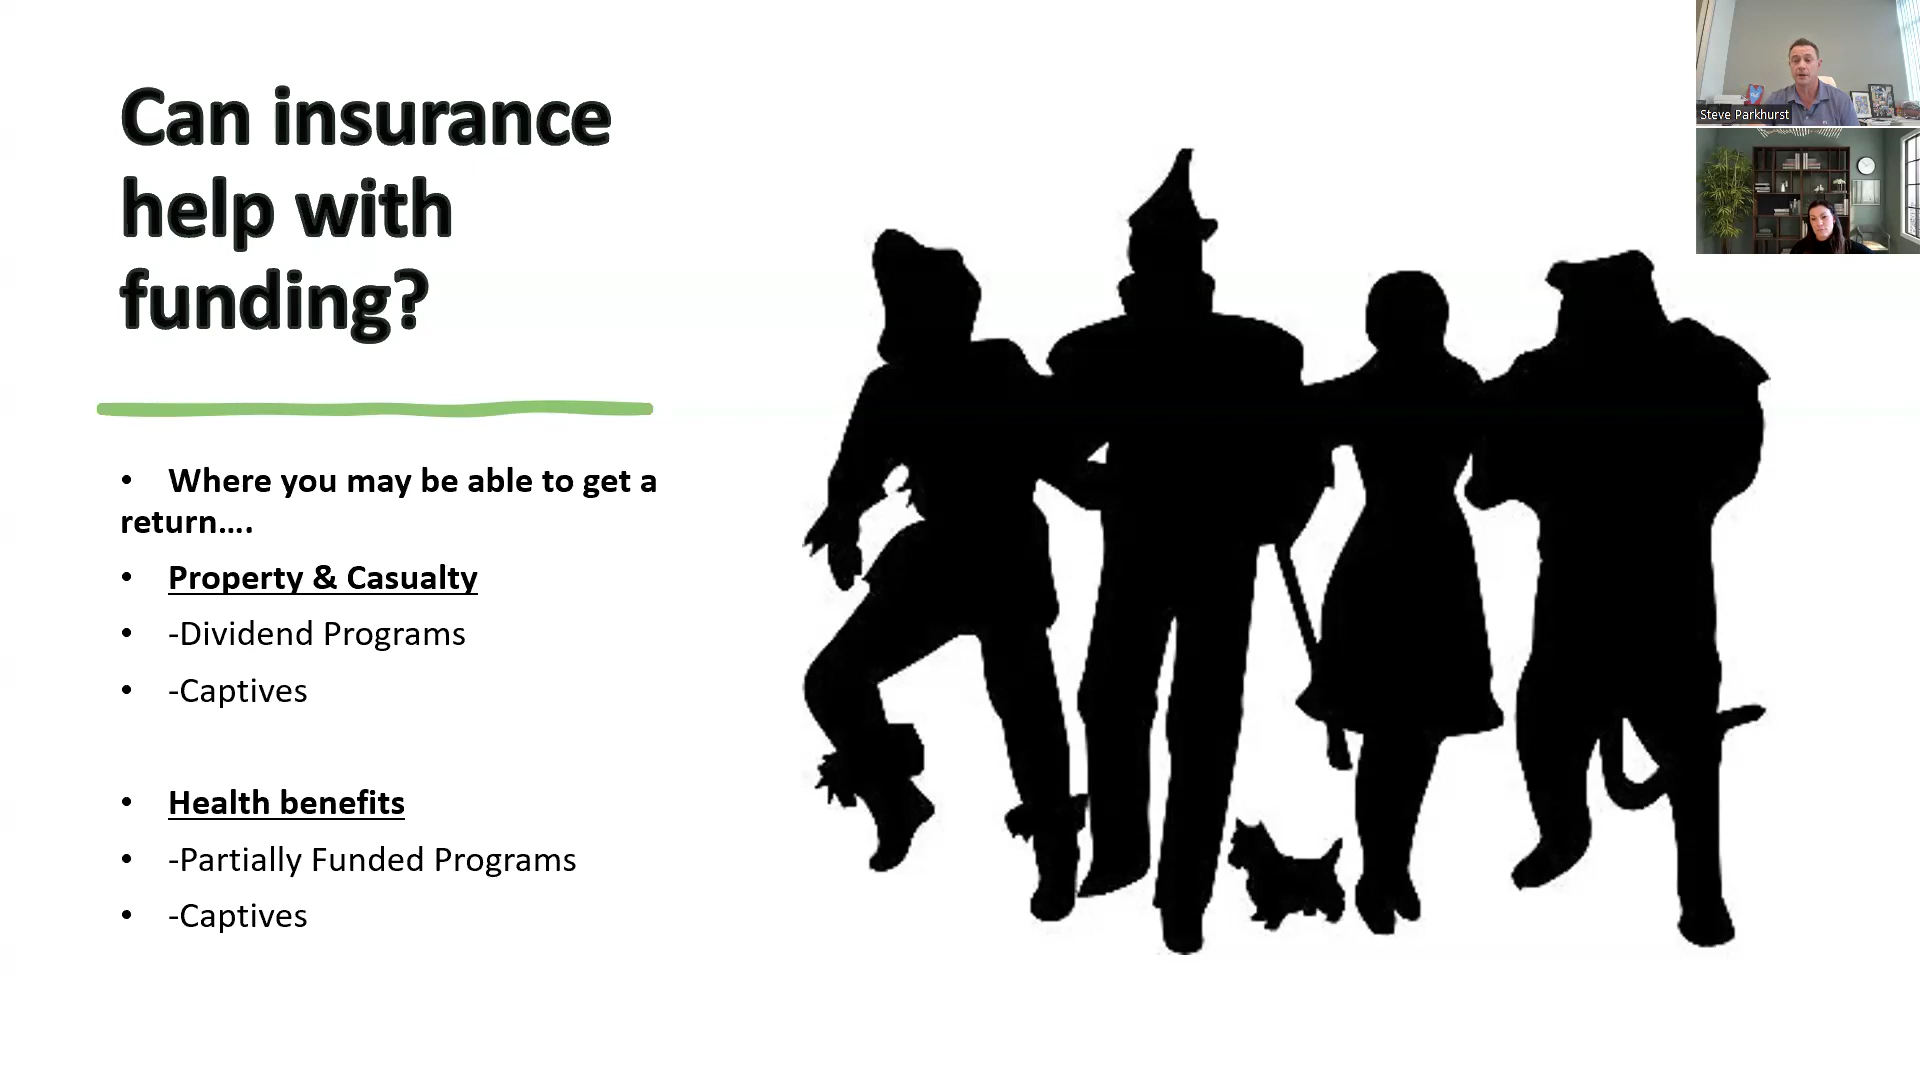 Can insurance
help with
funding?
• Where you may be able to get a
return....
• Property & Casualty
• -Dividend Programs
• -Captives
• Health benefits
• -Partially Funded Programs
• -Captives
Steve Parkhurst